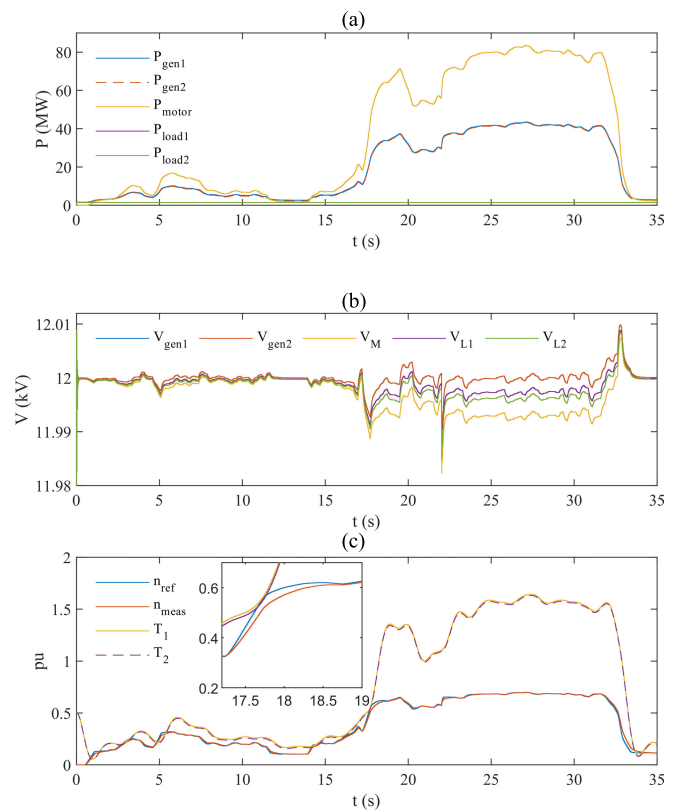 (a)
80
60
40
20
0
P (MW)
P_gen1
P_gen2
P_motor
P_load1
P_load2
0 5 10 15 20 25 30 35
t (s)
(b)
12.01
12
11.99
11.98
V (kV)
V_gen1 V_gen2 V_M V_L1 V_L2
0 5 10 15 20 25 30 35
t (s)
(c)
2
1.5
1
0.5
0
pu
n_ref
n_meas
T_1
T_2
0.6
0.4
0.2
17.5 18 18.5 19
0 5 10 15 20 25 30 35
t (s)